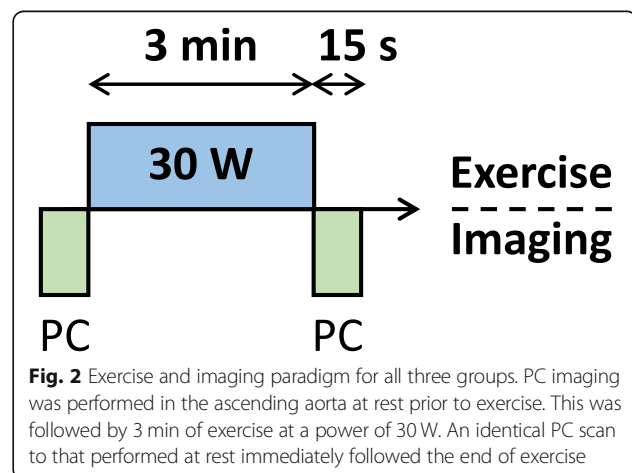 3 min 15 s
30 W
Exercise
Imaging
PC PC
Fig. 2 Exercise and imaging paradigm for all three groups. PC imaging
was performed in the ascending aorta at rest prior to exercise. This was
followed by 3 min of exercise at a power of 30 W. An identical PC scan
to that performed at rest immediately followed the end of exercise